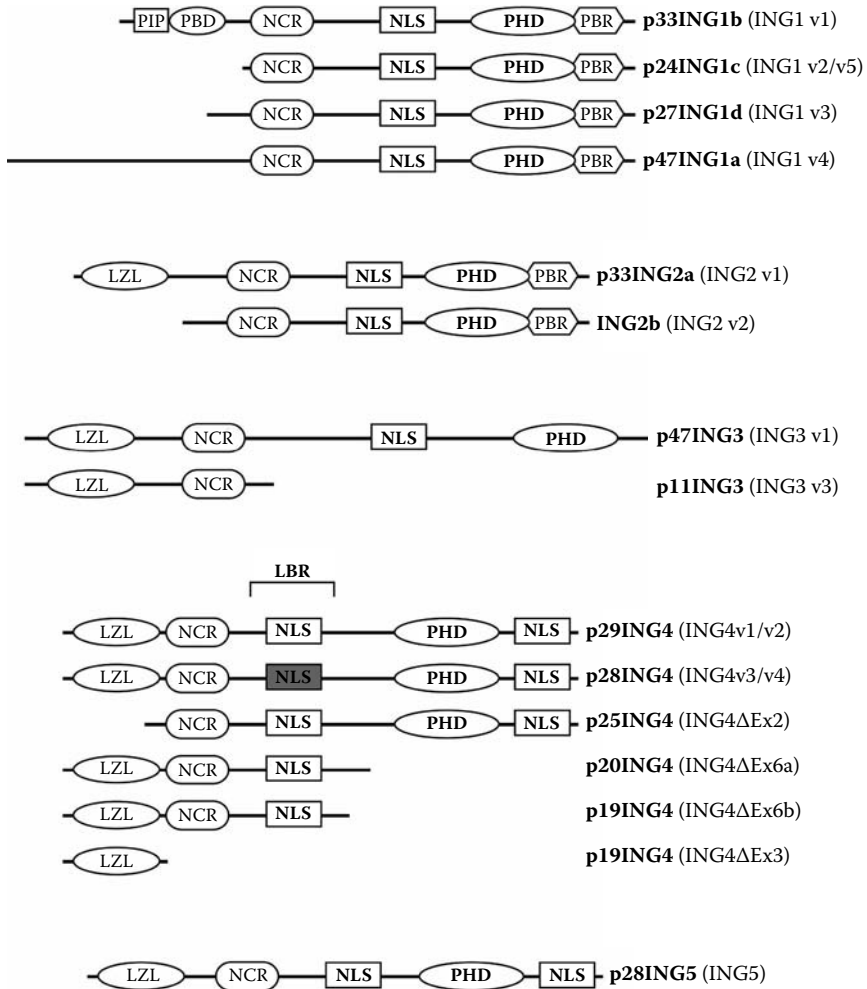 PIP PBD NCR NLS PHD PBR p33ING1b (ING1 v1)
NCR NLS PHD PBR p24ING1c (ING1 v2/v5)
NCR NLS PHD PBR p27ING1d (ING1 v3)
NCR NLS PHD PBR p47ING1a (ING1 v4)
LZL NCR NLS PHD PBR p33ING2a (ING2 v1)
NCR NLS PHD PBR ING2b (ING2 v2)
LZL NCR NLS PHD p47ING3 (ING3 v1)
LZL NCR p11ING3 (ING3 v3)
LBR
LZL NCR NLS PHD NLS p29ING4 (ING4v1/v2)
LZL NCR NLS PHD NLS p28ING4 (ING4v3/v4)
NCR NLS PHD NLS p25ING4 (ING4ΔEx2)
LZL NCR NLS p20ING4 (ING4ΔEx6a)
LZL NCR NLS p19ING4 (ING4ΔEx6b)
LZL p19ING4 (ING4ΔEx3)
LZL NCR NLS PHD NLS p28ING5 (ING5)